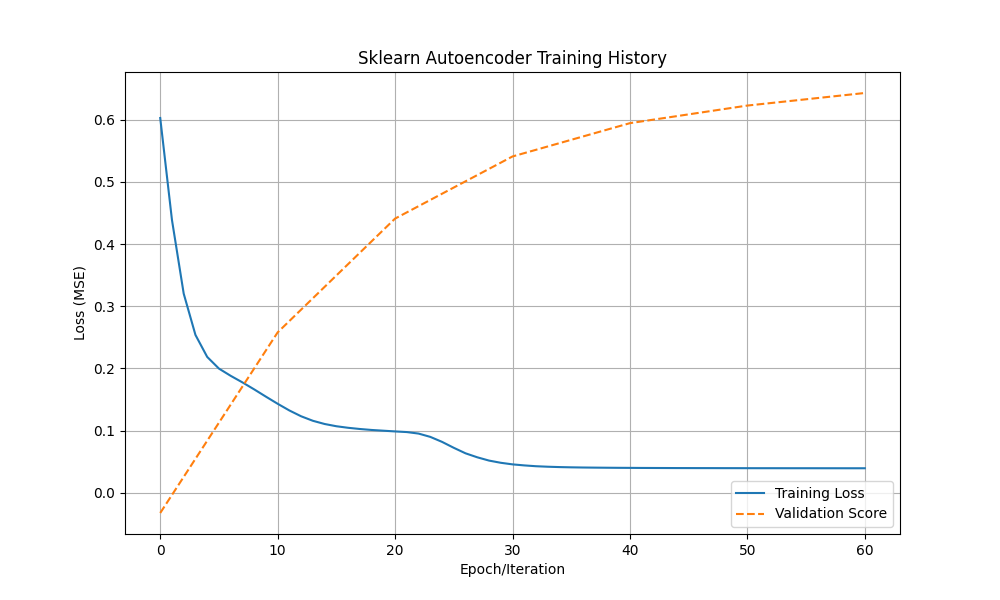 Sklearn Autoencoder Training History
Loss (MSE)
0.6
0.5
0.4
0.3
0.2
0.1
0.0
0 10 20 30 40 50 60
Epoch/Iteration
Training Loss
Validation Score